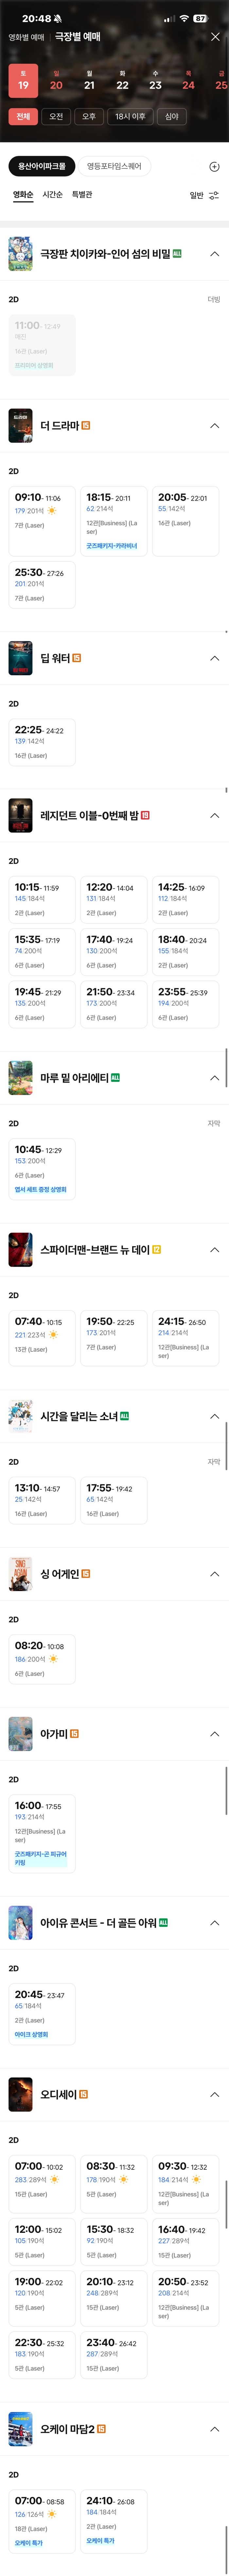 20:48
87
영화별 예매
극장별 예매
토 일 월 화 수 목 금
19 20 21 22 23 24 25
전체 오전 오후 18시 이후 심야
용산아이파크몰 영등포타임스퀘어
영화순 시간순 특별관
일반
극장판 치이카와-인어 섬의 비밀 ALL
2D
더빙
11:00 - 12:49
매진
16관 (Laser)
프리미어 상영회
더 드라마 15
2D
09:10 - 11:06
179/201석
7관 (Laser)
18:15 - 20:11
62/214석
12관[Business] (La
ser)
굿즈패키지-카라비너
20:05 - 22:01
55/142석
16관 (Laser)
25:30 - 27:26
201/201석
7관 (Laser)
딥 워터 15
2D
22:25 - 24:22
139/142석
16관 (Laser)
레지던트 이블-0번째 밤 19
2D
10:15 - 11:59
145/184석
2관 (Laser)
12:20 - 14:04
131/184석
2관 (Laser)
14:25 - 16:09
112/184석
2관 (Laser)
15:35 - 17:19
74/200석
6관 (Laser)
17:40 - 19:24
130/200석
6관 (Laser)
18:40 - 20:24
155/184석
2관 (Laser)
19:45 - 21:29
135/200석
6관 (Laser)
21:50 - 23:34
173/200석
6관 (Laser)
23:55 - 25:39
194/200석
6관 (Laser)
마루 밑 아리에티 ALL
2D
자막
10:45 - 12:29
153/200석
6관 (Laser)
엽서 세트 증정 상영회
스파이더맨-브랜드 뉴 데이 12
2D
07:40 - 10:15
221/223석
13관 (Laser)
19:50 - 22:25
173/201석
7관 (Laser)
24:15 - 26:50
214/214석
12관[Business] (La
ser)
시간을 달리는 소녀 ALL
2D
자막
13:10 - 14:57
25/142석
16관 (Laser)
17:55 - 19:42
65/142석
16관 (Laser)
SING AGAIN
싱 어게인 15
2D
08:20 - 10:08
186/200석
6관 (Laser)
아가미 15
2D
16:00 - 17:55
193/214석
12관[Business] (La
ser)
굿즈패키지-곤 피규어
키링
아이유 콘서트 - 더 골든 아워 ALL
2D
20:45 - 23:47
65/184석
2관 (Laser)
아이크 상영회
오디세이 15
2D
07:00 - 10:02
283/289석
15관 (Laser)
08:30 - 11:32
178/190석
5관 (Laser)
09:30 - 12:32
184/214석
12관[Business] (La
ser)
12:00 - 15:02
105/190석
5관 (Laser)
15:30 - 18:32
92/190석
5관 (Laser)
16:40 - 19:42
227/289석
15관 (Laser)
19:00 - 22:02
120/190석
5관 (Laser)
20:10 - 23:12
248/289석
15관 (Laser)
20:50 - 23:52
208/214석
12관[Business] (La
ser)
22:30 - 25:32
183/190석
5관 (Laser)
23:40 - 26:42
287/289석
15관 (Laser)
오케이 마담2 15
2D
07:00 - 08:58
126/126석
18관 (Laser)
오케이 특가
24:10 - 26:08
184/184석
2관 (Laser)
오케이 특가